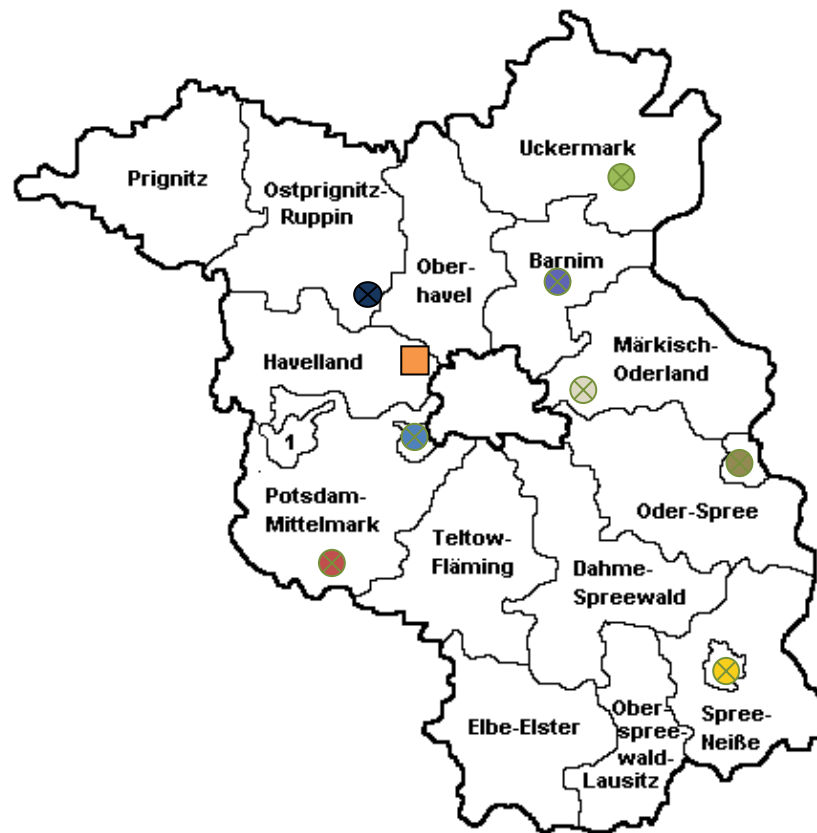 Uckermark
Prignitz
Ostprignitz-
Ruppin
Ober-
havel
Barnim
Havelland
Märkisch-
Oderland
1
Potsdam-
Mittelmark
Oder-Spree
Teltow-
Fläming
Dahme-
Spreewald
Elbe-Elster
Ober-
spree-
wald-
Lausitz
Spree-
Neiße